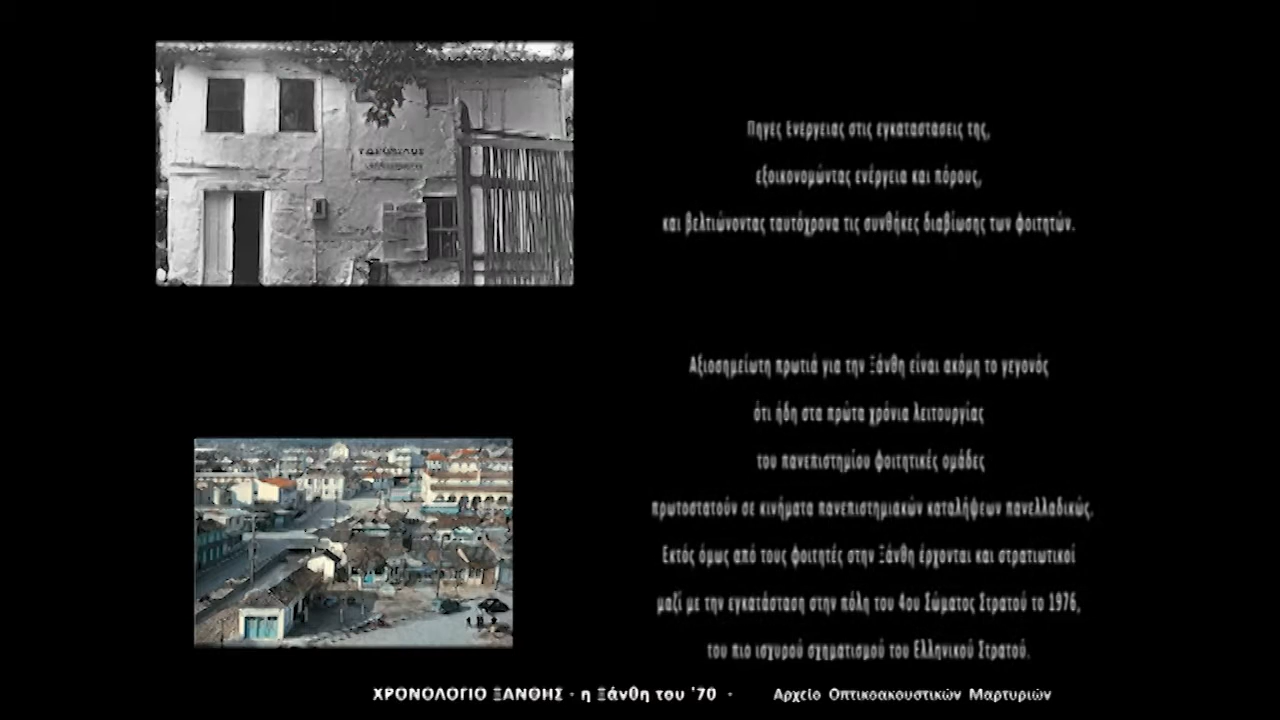 Πηγές Ενέργειας στις εγκαταστάσεις της,
εξοικονομώντας ενέργεια και πόρους,
και βελτιώνοντας ταυτόχρονα τις συνθήκες διαβίωσης των φοιτητών.
Αξιοσημείωτη πρωτιά για την Ξάνθη είναι ακόμη το γεγονός
ότι ήδη στα πρώτα χρόνια λειτουργίας
του πανεπιστημίου φοιτητικές ομάδες
πρωτοστατούν σε κινήματα πανεπιστημιακών καταλήψεων πανελλαδικώς.
Εκτός όμως από τους φοιτητές στην Ξάνθη έρχονται και στρατιωτικοί
μαζί με την εγκατάσταση στην πόλη του 4ου Σώματος Στρατού το 1976,
του πιο ισχυρού σχηματισμού του Ελληνικού Στρατού.
ΧΡΟΝΟΛΟΓΙΟ ΞΑΝΘΗΣ - η Ξάνθη του '70 - Αρχείο Οπτικοακουστικών Μαρτυριών